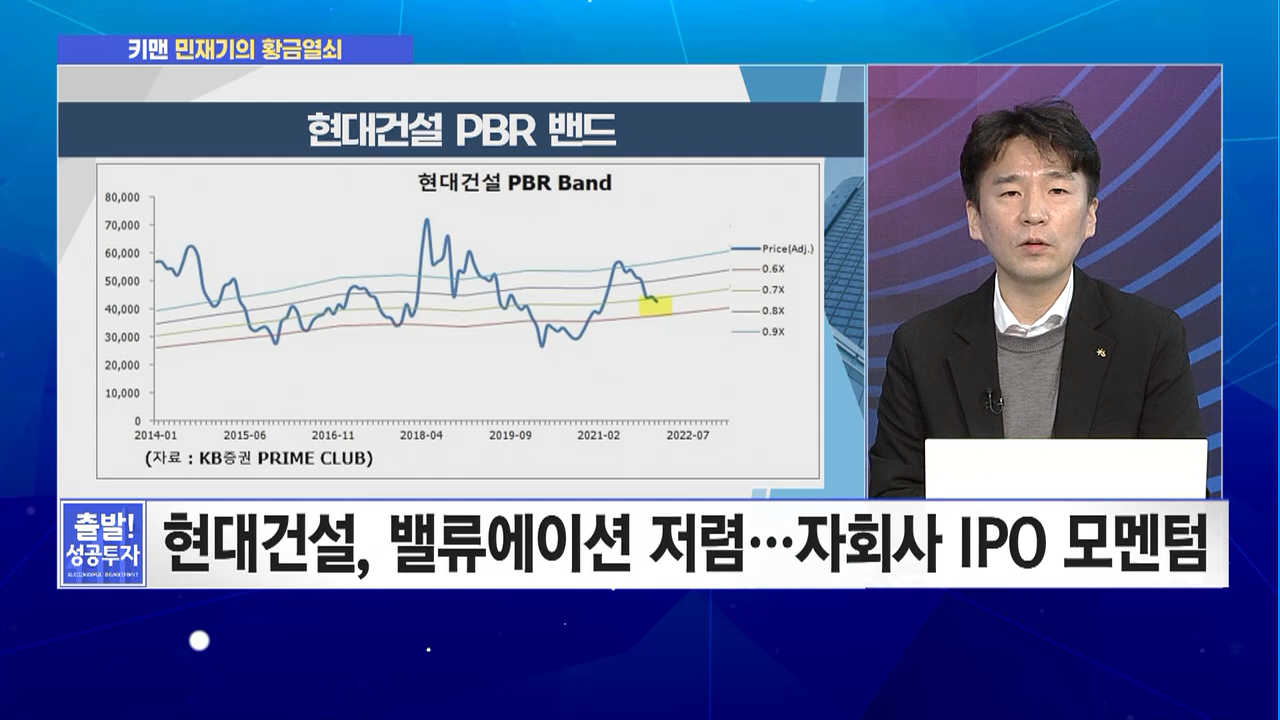 키맨 민재기의 황금열쇠
현대건설 PBR 밴드
현대건설 PBR Band
80,000
70,000
60,000
50,000
40,000
30,000
20,000
10,000
0
2014-01 2015-06 2016-11 2018-04 2019-09 2021-02 2022-07
Price(Adj.)
0.6X
0.7X
0.8X
0.9X
(자료 : KB증권 PRIME CLUB)
출발!
성공투자
현대건설, 밸류에이션 저렴…자회사 IPO 모멘텀